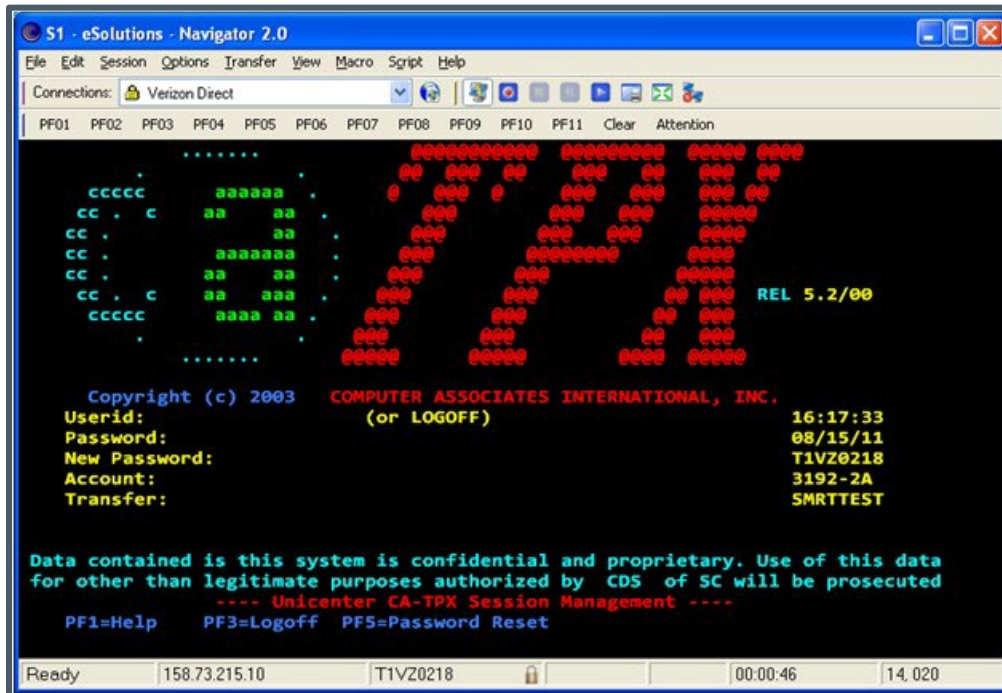 S1 - eSolutions - Navigator 2.0
File Edit Session Options Transfer View Macro Script Help
Connections: Verizon Direct
PF01 PF02 PF03 PF04 PF05 PF06 PF07 PF08 PF09 PF10 PF11 Clear Attention
Ca TPX
REL 5.2/00
Copyright (c) 2003 COMPUTER ASSOCIATES INTERNATIONAL, INC.
Userid: (or LOGOFF) 16:17:33
Password: 08/15/11
New Password: T1VZ0218
Account: 3192-2A
Transfer: SMRTTEST
Data contained is this system is confidential and proprietary. Use of this data
for other than legitimate purposes authorized by CDS of SC will be prosecuted
---- Unicenter CA-TPX Session Management ----
PF1=Help PF3=Logoff PF5=Password Reset
Ready 158.73.215.10 T1VZ0218 00:00:46 14, 020